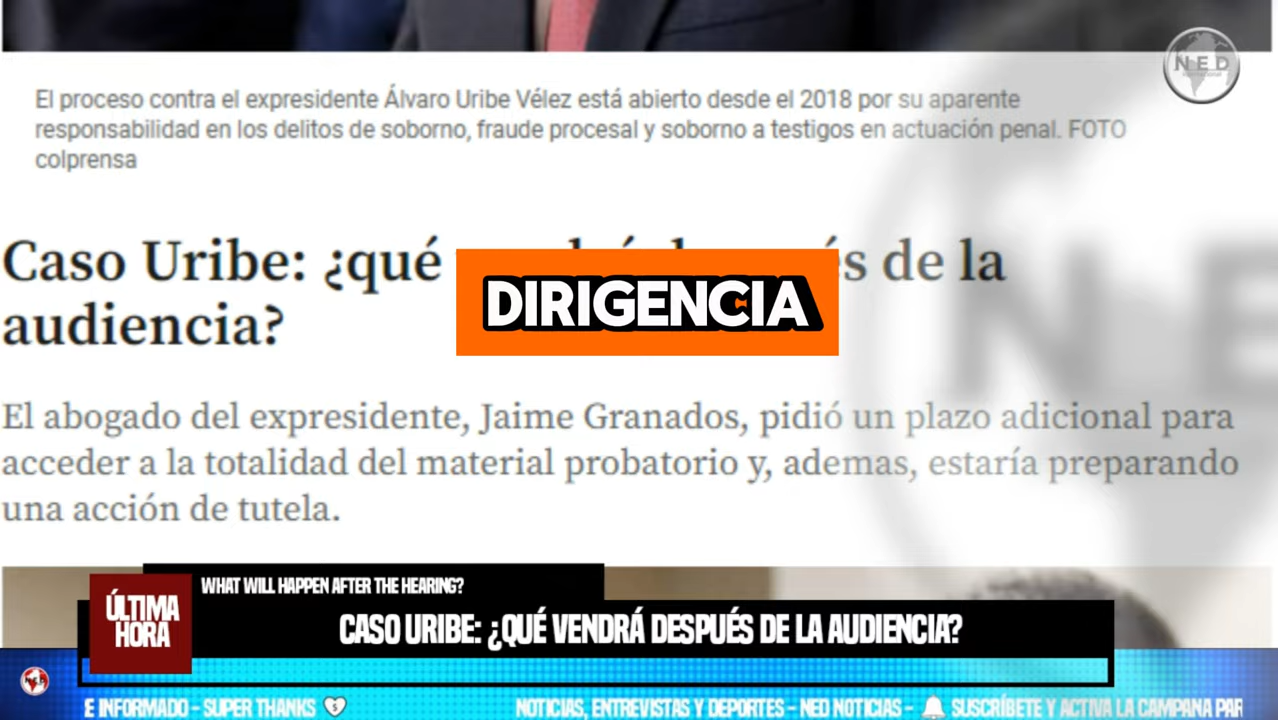 NED
El proceso contra el expresidente Álvaro Uribe Vélez está abierto desde el 2018 por su aparente
responsabilidad en los delitos de soborno, fraude procesal y soborno a testigos en actuación penal. FOTO
colprensa
Caso Uribe: ¿qué de la
audiencia?
DIRIGENCIA
El abogado del expresidente, Jaime Granados, pidió un plazo adicional para
acceder a la totalidad del material probatorio y, ademas, estaría preparando
una acción de tutela.
WHAT WILL HAPPEN AFTER THE HEARING?
ÚLTIMA
HORA
CASO URIBE: ¿QUÉ VENDRÁ DESPUÉS DE LA AUDIENCIA?
E INFORMADO - SUPER THANKS NOTICIAS, ENTREVISTAS Y DEPORTES - NED NOTICIAS - SUSCRÍBETE Y ACTIVA LA CAMPANA PAR